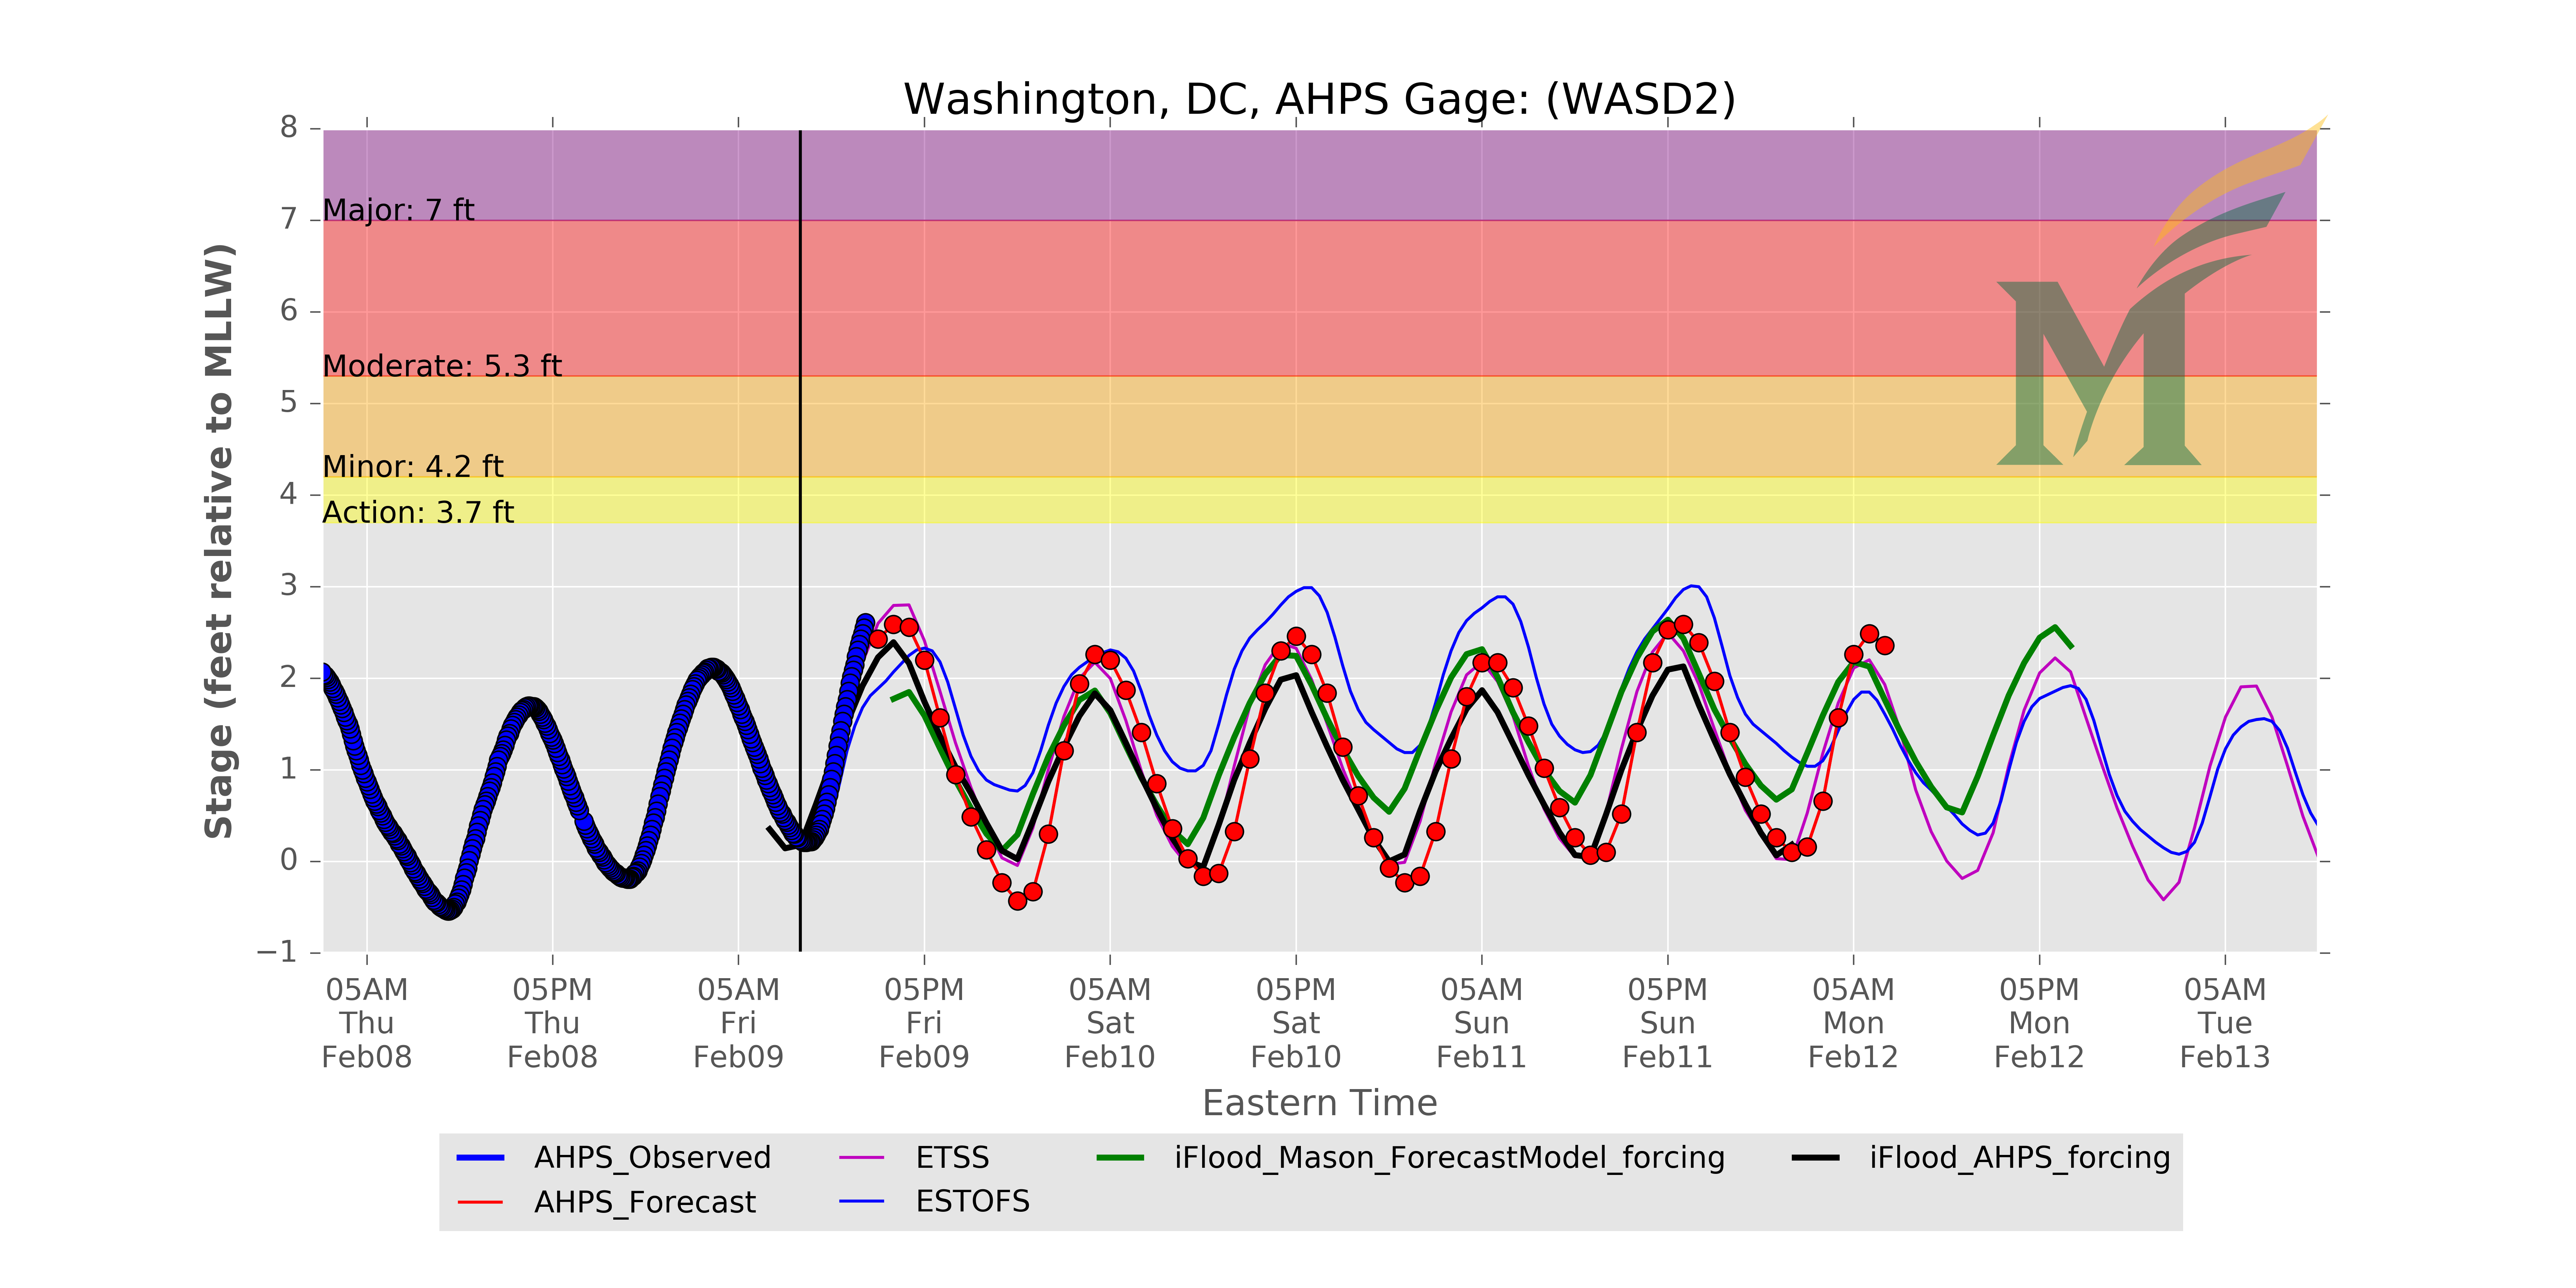 Washington, DC, AHPS Gage: (WASD2)
Stage (feet relative to MLLW)
8
7
6
5
4
3
2
1
0
−1
Major: 7 ft
Moderate: 5.3 ft
Minor: 4.2 ft
Action: 3.7 ft
M
05AM Thu Feb08
05PM Thu Feb08
05AM Fri Feb09
05PM Fri Feb09
05AM Sat Feb10
05PM Sat Feb10
05AM Sun Feb11
05PM Sun Feb11
05AM Mon Feb12
05PM Mon Feb12
05AM Tue Feb13
Eastern Time
AHPS_Observed
AHPS_Forecast
ETSS
ESTOFS
iFlood_Mason_ForecastModel_forcing
iFlood_AHPS_forcing